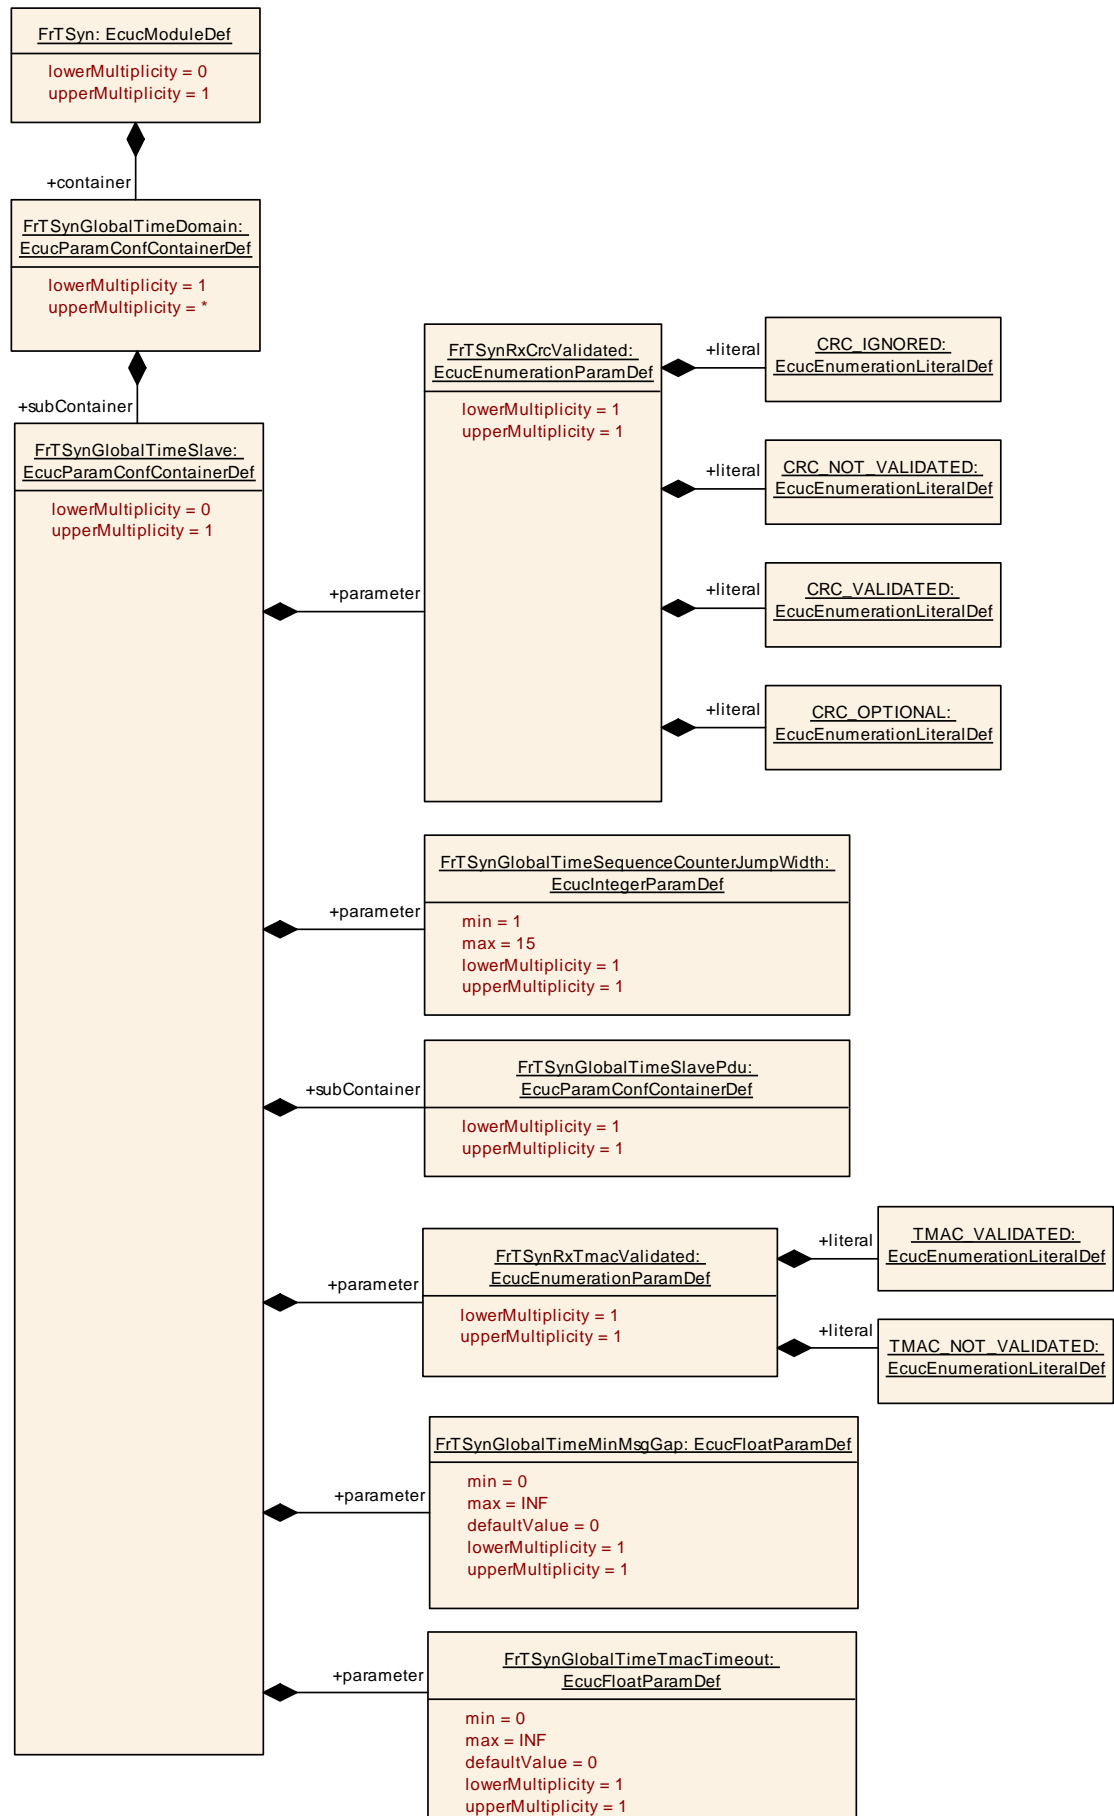 FrTSyn: EcucModuleDef
lowerMultiplicity = 0
upperMultiplicity = 1
+container
FrTSynGlobalTimeDomain:
EcucParamConfContainerDef
lowerMultiplicity = 1
upperMultiplicity = *
+subContainer
FrTSynGlobalTimeSlave:
EcucParamConfContainerDef
lowerMultiplicity = 0
upperMultiplicity = 1
+parameter
FrTSynRxCrcValidated:
EcucEnumerationParamDef
lowerMultiplicity = 1
upperMultiplicity = 1
+literal
CRC_IGNORED:
EcucEnumerationLiteralDef
+literal
CRC_NOT_VALIDATED:
EcucEnumerationLiteralDef
+literal
CRC_VALIDATED:
EcucEnumerationLiteralDef
+literal
CRC_OPTIONAL:
EcucEnumerationLiteralDef
+parameter
FrTSynGlobalTimeSequenceCounterJumpWidth:
EcucIntegerParamDef
min = 1
max = 15
lowerMultiplicity = 1
upperMultiplicity = 1
+subContainer
FrTSynGlobalTimeSlavePdu:
EcucParamConfContainerDef
lowerMultiplicity = 1
upperMultiplicity = 1
+parameter
FrTSynRxTmacValidated:
EcucEnumerationParamDef
lowerMultiplicity = 1
upperMultiplicity = 1
+literal
TMAC_VALIDATED:
EcucEnumerationLiteralDef
+literal
TMAC_NOT_VALIDATED:
EcucEnumerationLiteralDef
+parameter
FrTSynGlobalTimeMinMsgGap: EcucFloatParamDef
min = 0
max = INF
defaultValue = 0
lowerMultiplicity = 1
upperMultiplicity = 1
+parameter
FrTSynGlobalTimeTmacTimeout:
EcucFloatParamDef
min = 0
max = INF
defaultValue = 0
lowerMultiplicity = 1
upperMultiplicity = 1